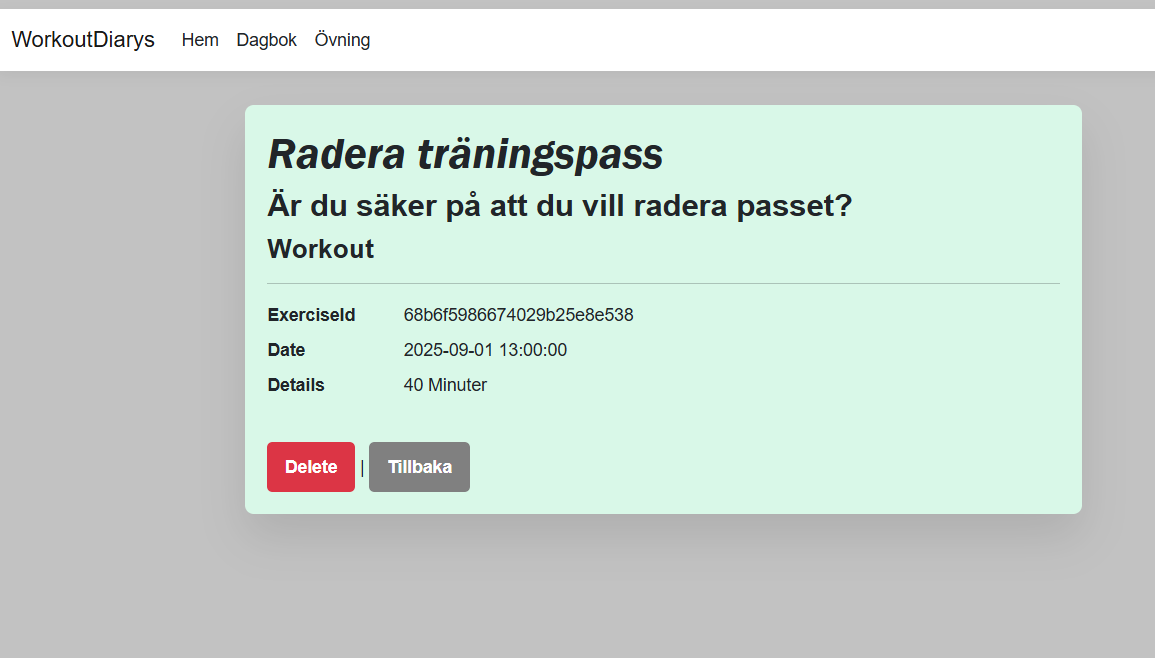 WorkoutDiarys Hem Dagbok Övning
Radera träningspass
Är du säker på att du vill radera passet?
Workout
ExerciseId 68b6f5986674029b25e8e538
Date 2025-09-01 13:00:00
Details 40 Minuter
Delete | Tillbaka